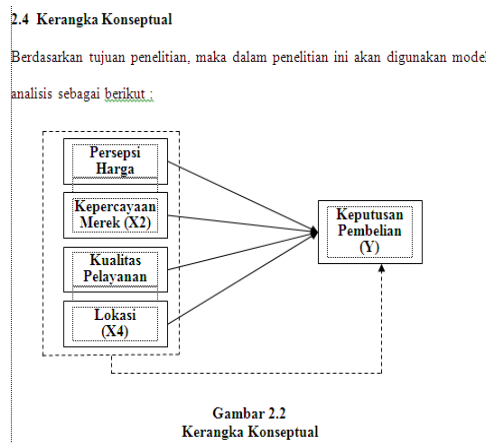 2.4 Kerangka Konseptual
Berdasarkan tujuan penelitian, maka dalam penelitian ini akan digunakan model
analisis sebagai berikut :
Persepsi
Harga
Kepercayaan
Merek (X2)
Kualitas
Pelayanan
Lokasi
(X4)
Keputusan
Pembelian
(Y)
Gambar 2.2
Kerangka Konseptual